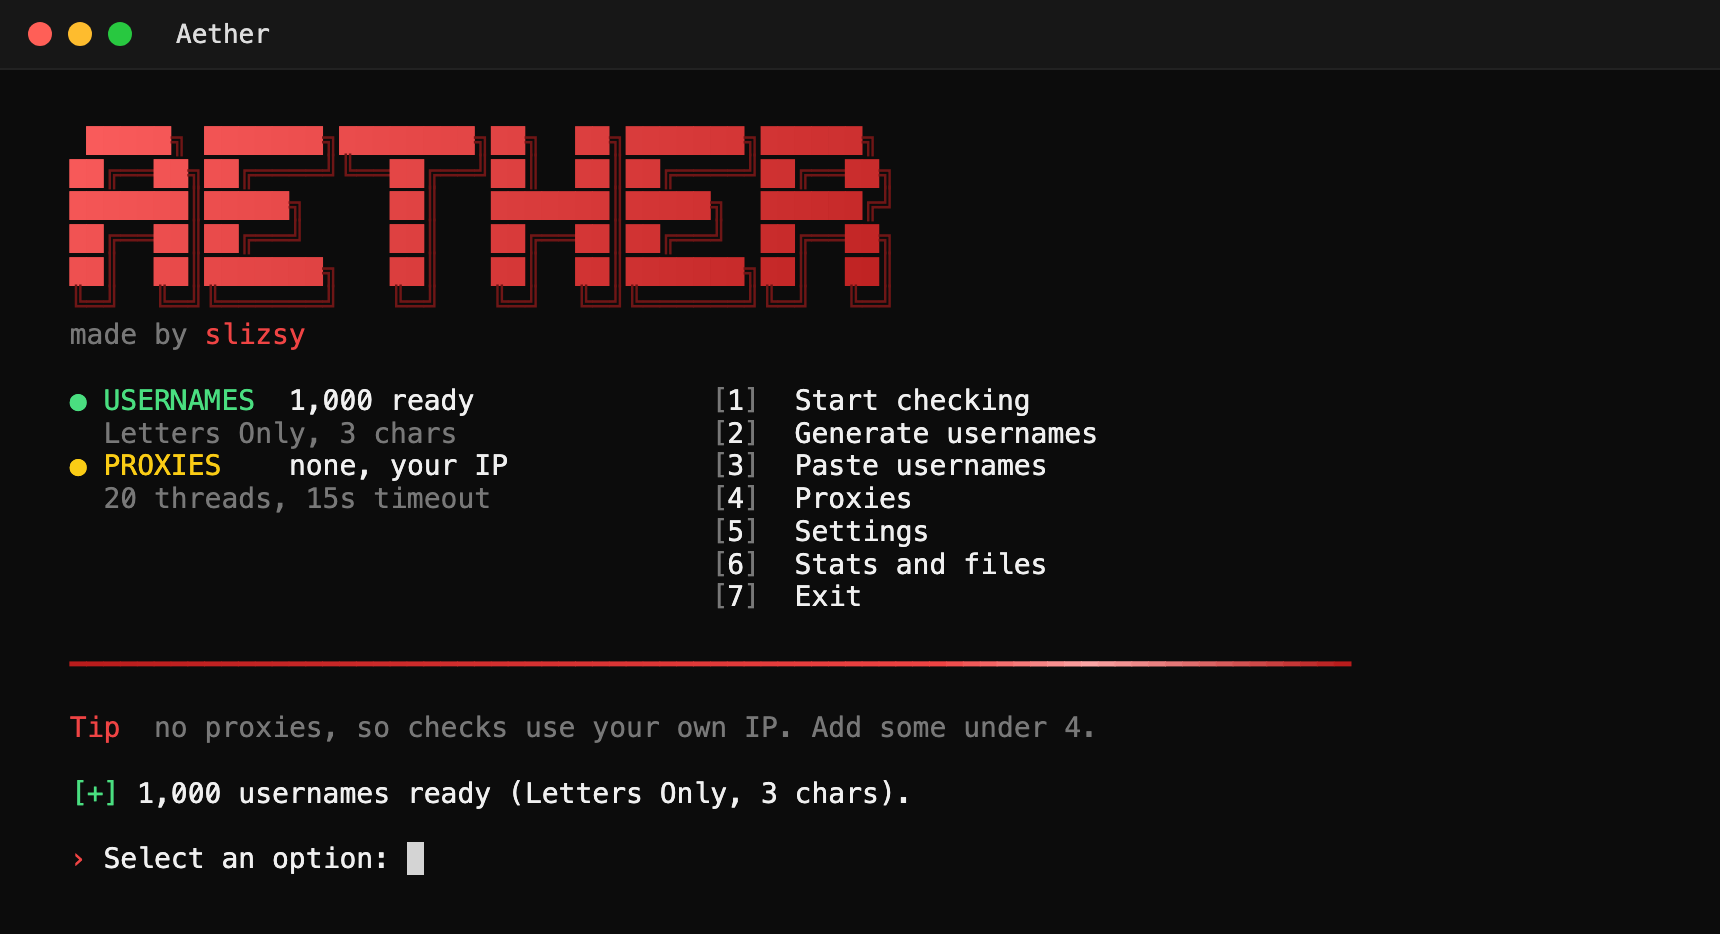 Aether
AETHER
made by slizsy
● USERNAMES 1,000 ready
Letters Only, 3 chars
● PROXIES none, your IP
20 threads, 15s timeout
[1] Start checking
[2] Generate usernames
[3] Paste usernames
[4] Proxies
[5] Settings
[6] Stats and files
[7] Exit
Tip no proxies, so checks use your own IP. Add some under 4.
[+] 1,000 usernames ready (Letters Only, 3 chars).
› Select an option: